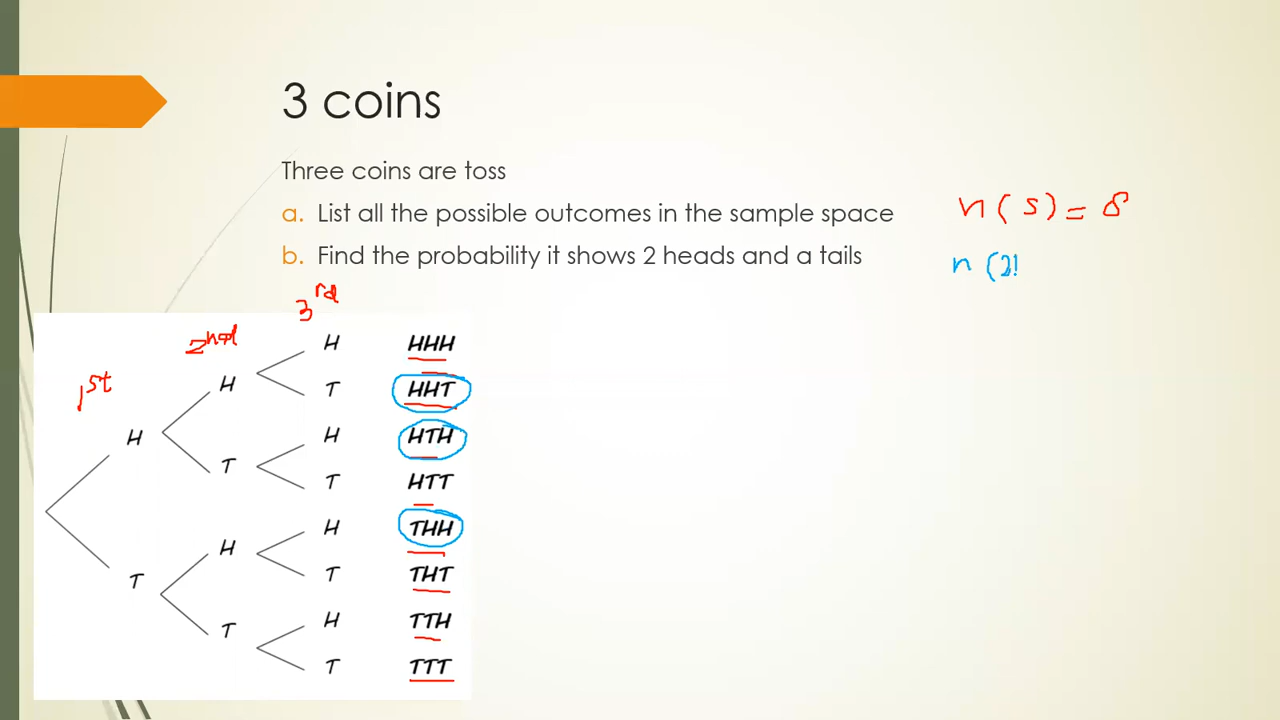 3 coins
Three coins are toss
a. List all the possible outcomes in the sample space
n(s) = 8
b. Find the probability it shows 2 heads and a tails
n (2
1st
2nd
3rd
H
T
H
T
H
T
H
T
H
T
H
T
H
T
HHH
HHT
HTH
HTT
THH
THT
TTH
TTT